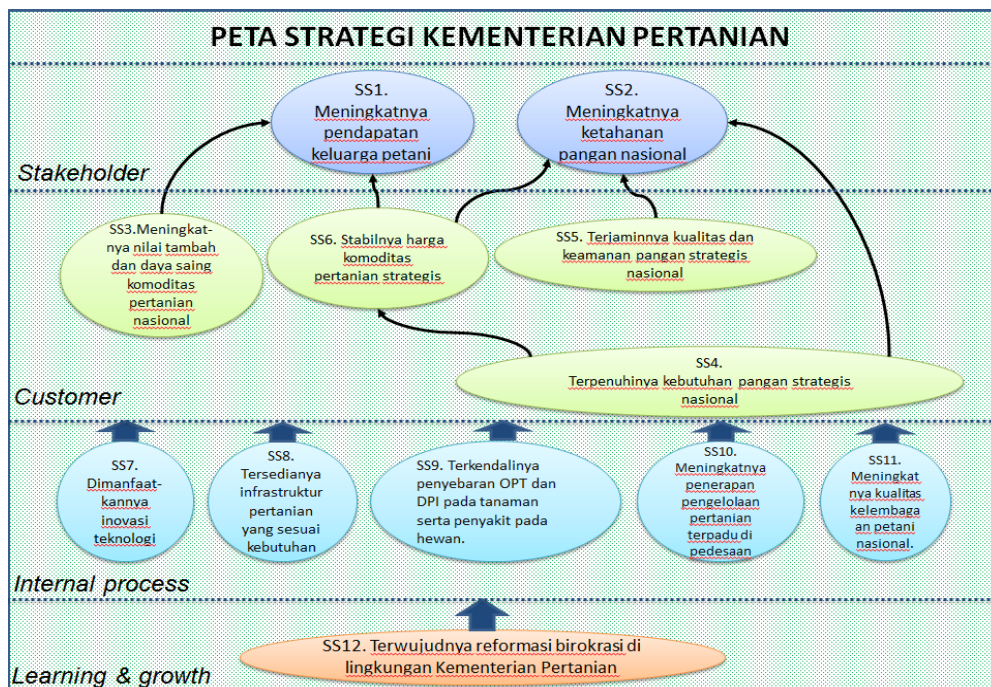 PETA STRATEGI KEMENTERIAN PERTANIAN
SS1.
Meningkatnya
pendapatan
keluarga petani
SS2.
Meningkatnya
ketahanan
pangan nasional
Stakeholder
SS3.Meningkat-
nya nilai tambah
dan daya saing
komoditas
pertanian
nasional
SS6. Stabilnya harga
komoditas
pertanian strategis
SS5. Terjaminnya kualitas dan
keamanan pangan strategis
nasional
SS4.
Terpenuhinya kebutuhan pangan strategis
nasional
Customer
SS7.
Dimanfaat-
kannya
inovasi
teknologi
SS8.
Tersedianya
infrastruktur
pertanian
yang sesuai
kebutuhan
SS9. Terkendalinya
penyebaran OPT dan
DPI pada tanaman
serta penyakit pada
hewan.
SS10.
Meningkatnya
penerapan
pengelolaan
pertanian
terpadu di
pedesaan
SS11.
Meningkat
nya kualitas
kelembaga
an petani
nasional.
Internal process
SS12. Terwujudnya reformasi birokrasi di
lingkungan Kementerian Pertanian
Learning & growth